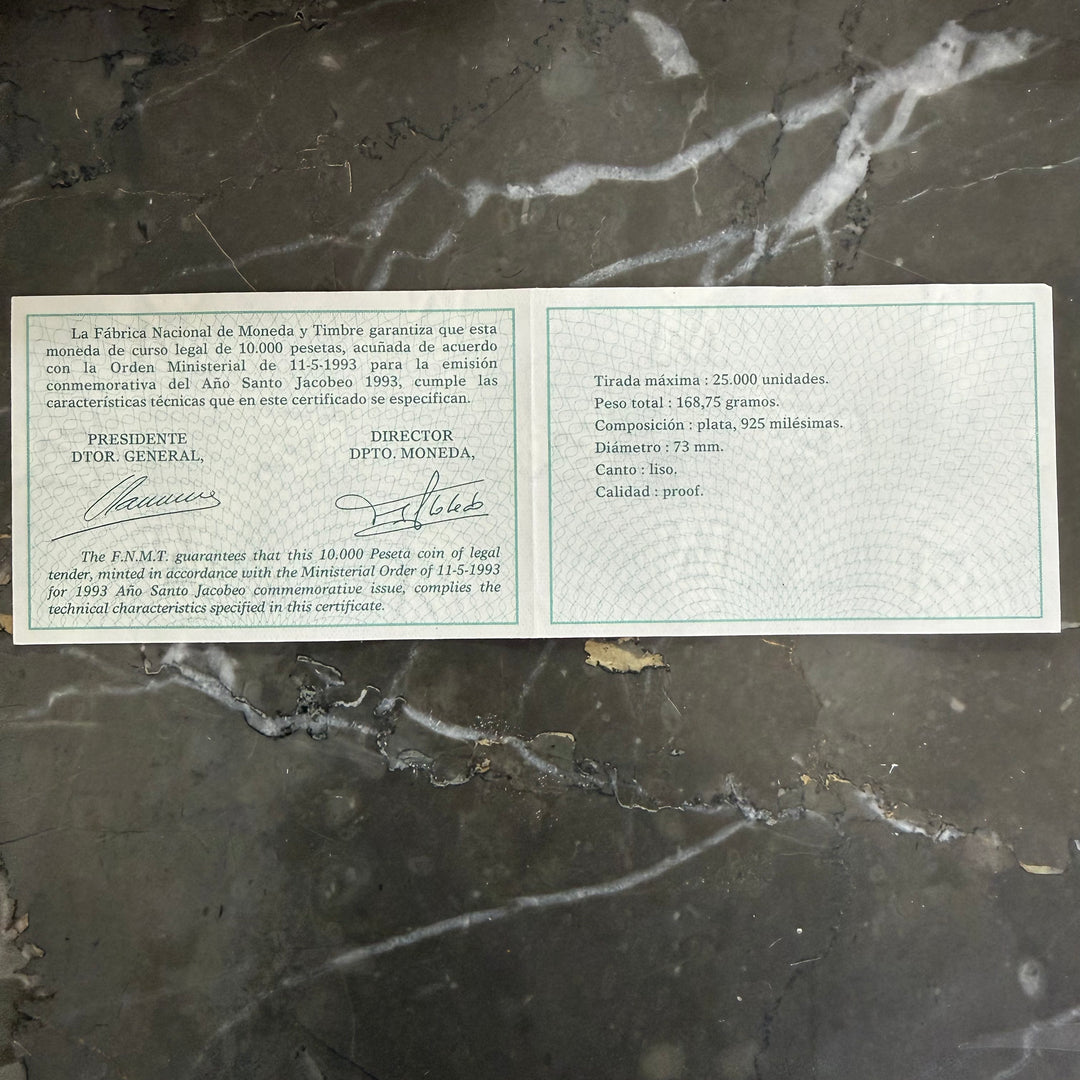 La Fábrica Nacional de Moneda y Timbre garantiza que esta
moneda de curso legal de 10.000 pesetas, acuñada de acuerdo
con la Orden Ministerial de 11-5-1993 para la emisión
conmemorativa del Año Santo Jacobeo 1993, cumple las
características técnicas que en este certificado se especifican.
PRESIDENTE
DTOR. GENERAL,
DIRECTOR
DPTO. MONEDA,
The F.N.M.T. guarantees that this 10.000 Peseta coin of legal
tender, minted in accordance with the Ministerial Order of 11-5-1993
for 1993 Año Santo Jacobeo commemorative issue, complies the
technical characteristics specified in this certificate.
Tirada máxima : 25.000 unidades.
Peso total : 168,75 gramos.
Composición : plata, 925 milésimas.
Diámetro : 73 mm.
Canto : liso.
Calidad : proof.